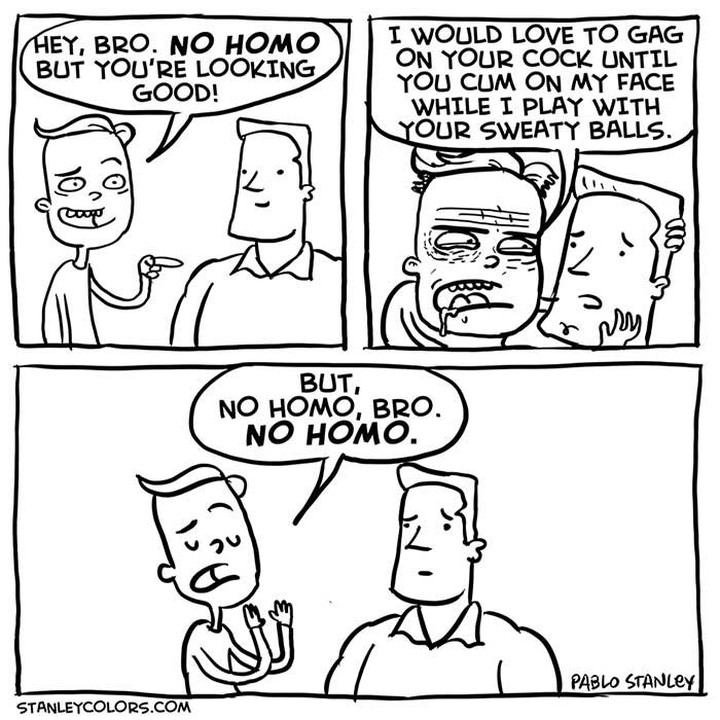 HEY, BRO. NO HOMO
BUT YOU'RE LOOKING
GOOD!
I WOULD LOVE TO GAG
ON YOUR COCK UNTIL
YOU CUM ON MY FACE
WHILE I PLAY WITH
YOUR SWEATY BALLS.
BUT,
NO HOMO, BRO.
NO HOMO.
PABLO STANLEY
STANLEYCOLORS.COM